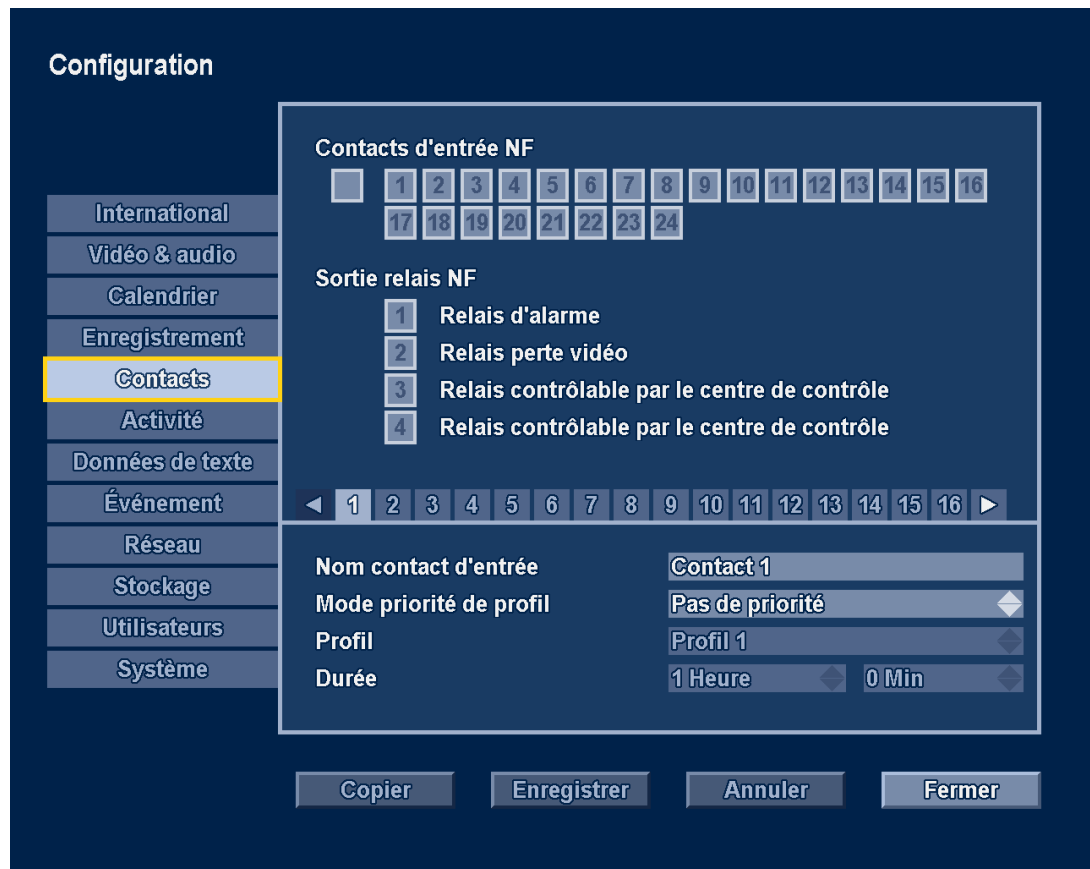 Configuration
Contacts d'entrée NF
1 2 3 4 5 6 7 8 9 10 11 12 13 14 15 16
17 18 19 20 21 22 23 24
Sortie relais NF
1 Relais d'alarme
2 Relais perte vidéo
3 Relais contrôlable par le centre de contrôle
4 Relais contrôlable par le centre de contrôle
International
Vidéo & audio
Calendrier
Enregistrement
Contacts
Activité
Données de texte
Événement
Réseau
Stockage
Utilisateurs
Système
1 2 3 4 5 6 7 8 9 10 11 12 13 14 15 16
Nom contact d'entrée Contact 1
Mode priorité de profil Pas de priorité
Profil Profil 1
Durée 1 Heure 0 Min
Copier Enregistrer Annuler Fermer